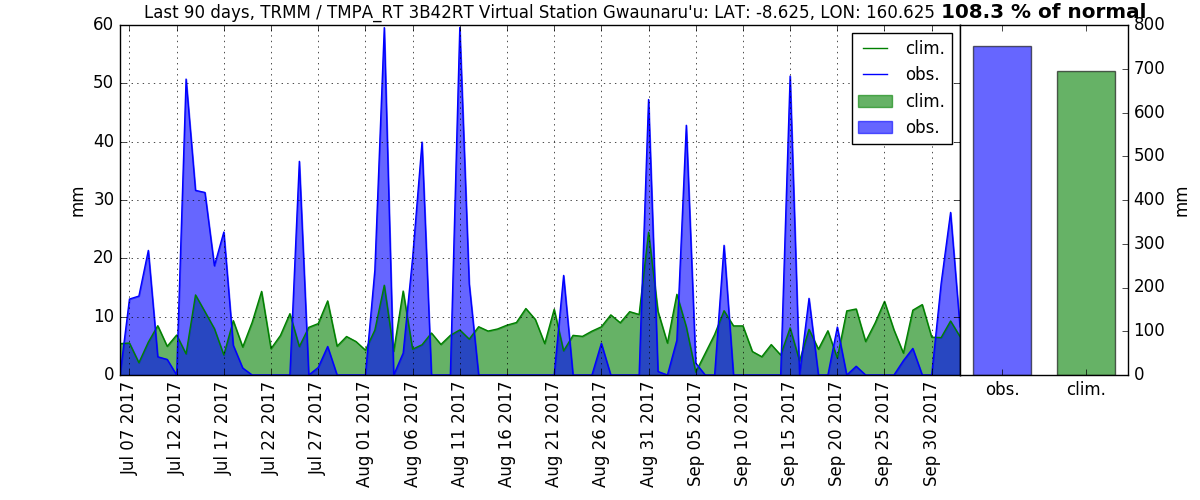 Last 90 days, TRMM / TMPA_RT 3B42RT Virtual Station Gwaunaru'u: LAT: -8.625, LON: 160.625 108.3 % of normal
60
50
40
30
20
10
0
mm
clim.
obs.
clim.
obs.
800
700
600
500
400
300
200
100
0
mm
obs.
clim.
Jul 07 2017
Jul 12 2017
Jul 17 2017
Jul 22 2017
Jul 27 2017
Aug 01 2017
Aug 06 2017
Aug 11 2017
Aug 16 2017
Aug 21 2017
Aug 26 2017
Aug 31 2017
Sep 05 2017
Sep 10 2017
Sep 15 2017
Sep 20 2017
Sep 25 2017
Sep 30 2017